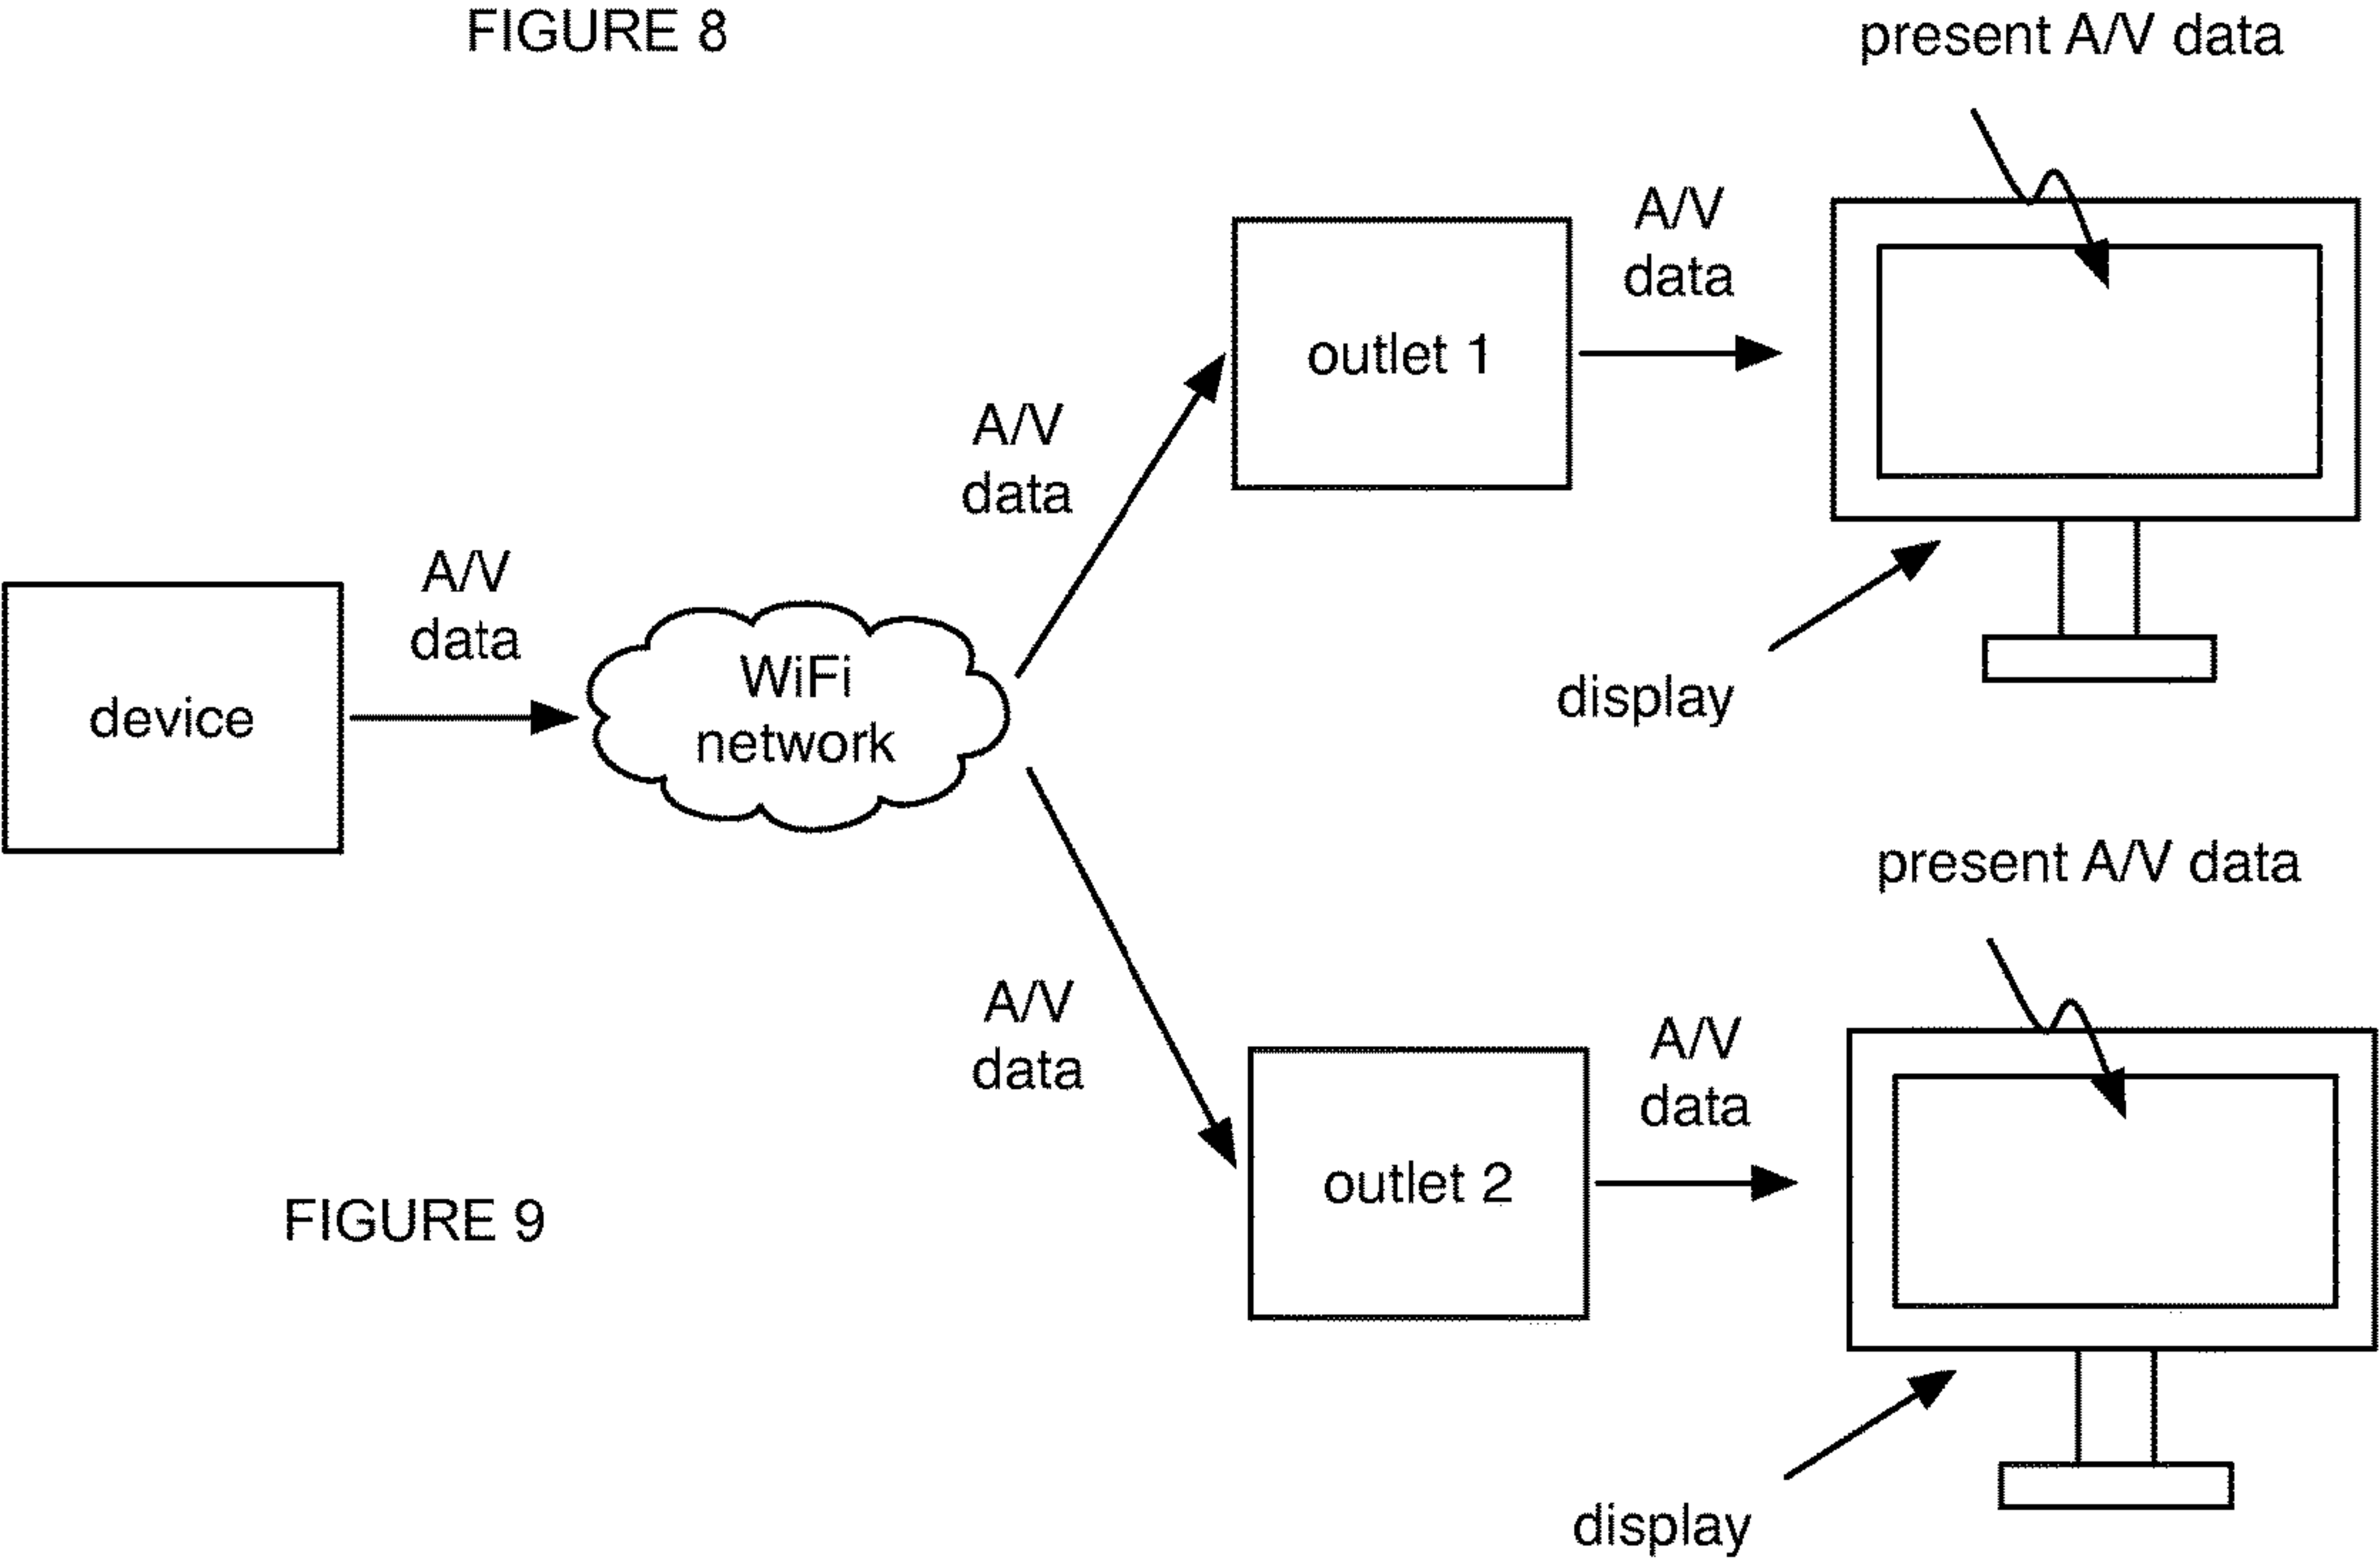 FIGURE 8
present A/V data
A/V
data
outlet 1
A/V
data
A/V
data
device
WiFi
network
display
present A/V data
A/V
data
A/V
data
outlet 2
FIGURE 9
display